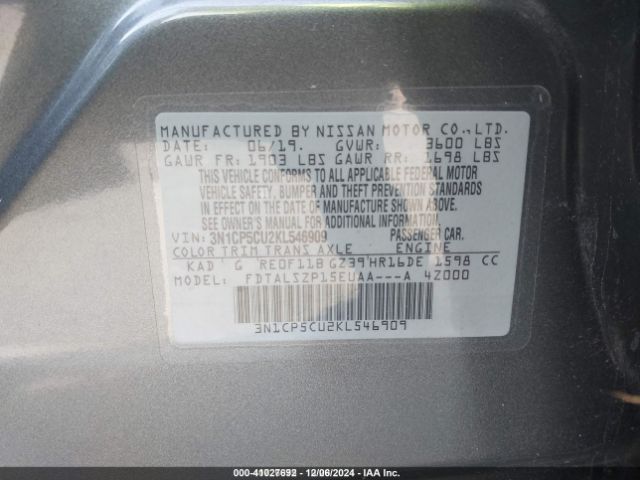 MANUFACTURED BY NISSAN MOTOR CO.,LTD.
DATE: 06/19. GVWR: 3600 LBS
GAWR FR: 1903 LBS GAWR RR: 1698 LBS
THIS VEHICLE CONFORMS TO ALL APPLICABLE FEDERAL MOTOR
VEHICLE SAFETY, BUMPER AND THEFT PREVENTION STANDARDS
IN EFFECT ON THE DATE OF MANUFACTURE SHOWN ABOVE.
SEE OWNER'S MANUAL FOR ADDITIONAL INFORMATION.
VIN: 3N1CP5CU2KL546909 PASSENGER CAR.
COLOR TRIM TRANS AXLE ENGINE
KAD G RE0F11B GZ39 HR16DE 1598 CC
MODEL: FDTALSZP15EUAA---A 4Z000
3N1CP5CU2KL546909
000-41027692 - 12/06/2024 - IAA Inc.